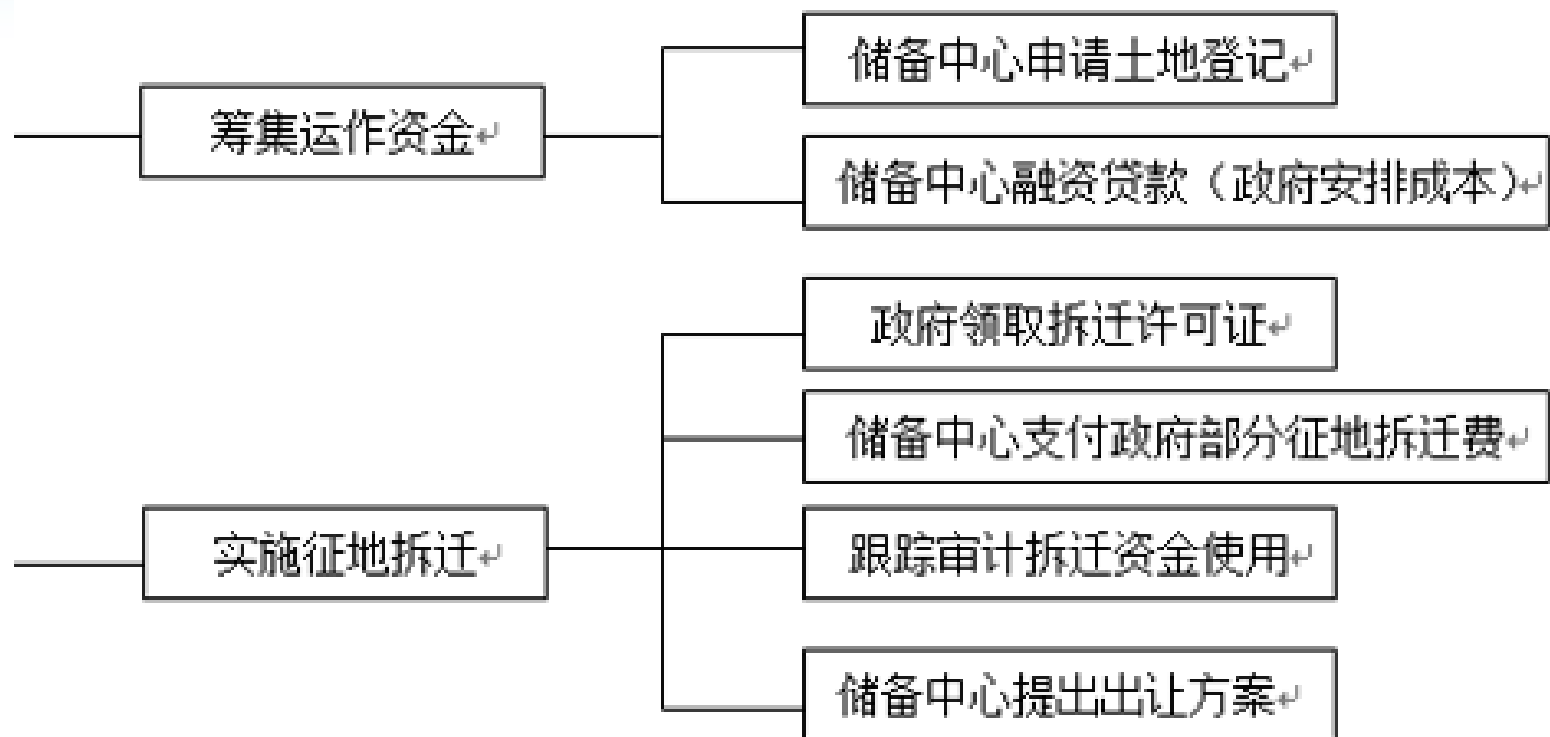 储备中心申请土地登记
筹集运作资金
储备中心融资贷款（政府安排成本）
政府领取拆迁许可证
储备中心支付政府部分征地拆迁费
实施征地拆迁
跟踪审计拆迁资金使用
储备中心提出出让方案